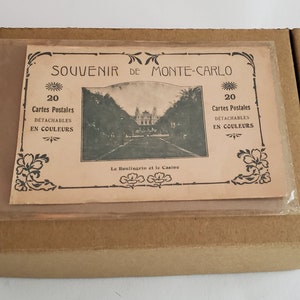 SOUVENIR DE MONTE-CARLO
20
Cartes Postales
DÉTACHABLES
EN COULEURS
20
Cartes Postales
DÉTACHABLES
EN COULEURS
Le Boulingrin et le Casino